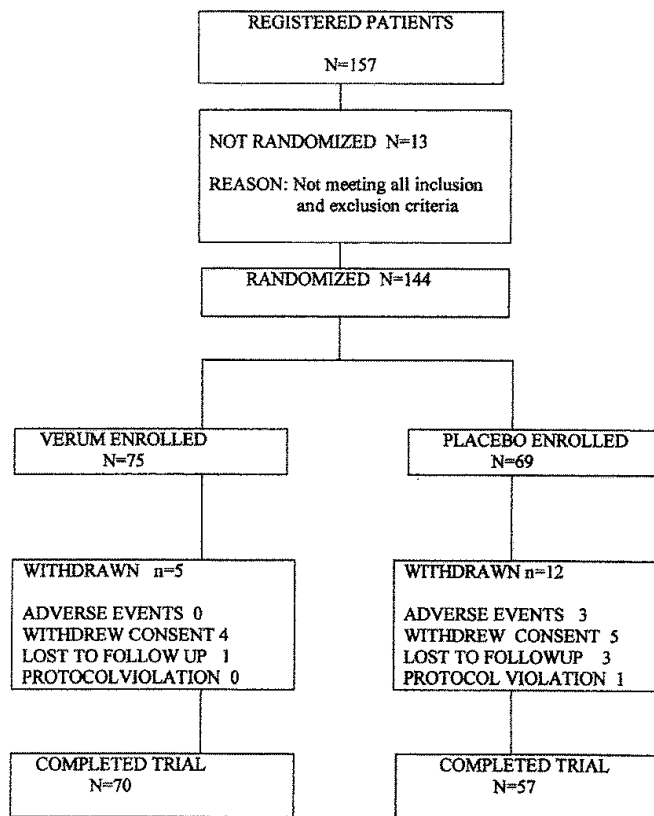 REGISTERED PATIENTS
N=157
NOT RANDOMIZED N=13
REASON: Not meeting all inclusion
and exclusion criteria
RANDOMIZED N=144
VERUM ENROLLED
N=75
PLACEBO ENROLLED
N=69
WITHDRAWN n=5
ADVERSE EVENTS 0
WITHDREW CONSENT 4
LOST TO FOLLOW UP 1
PROTOCOLVIOLATION 0
WITHDRAWN n=12
ADVERSE EVENTS 3
WITHDREW CONSENT 5
LOST TO FOLLOWUP 3
PROTOCOL VIOLATION 1
COMPLETED TRIAL
N=70
COMPLETED TRIAL
N=57